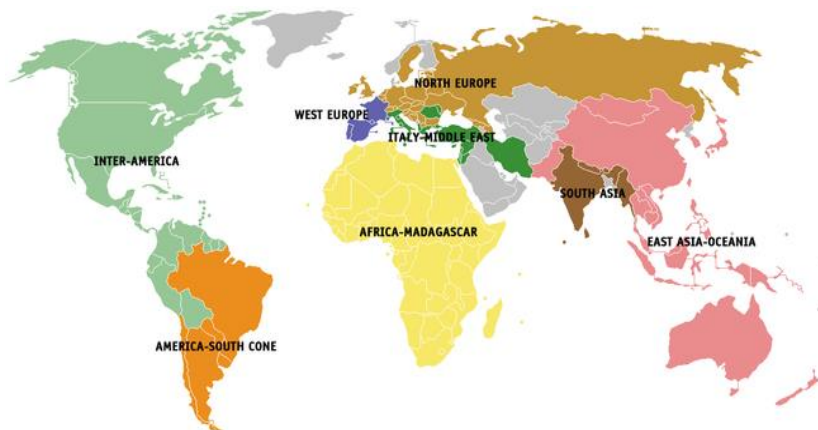 NORTH EUROPE
WEST EUROPE
ITALY-MIDDLE EAST
INTER-AMERICA
SOUTH ASIA
AFRICA-MADAGASCAR
EAST ASIA-OCEANIA
AMERICA-SOUTH CONE